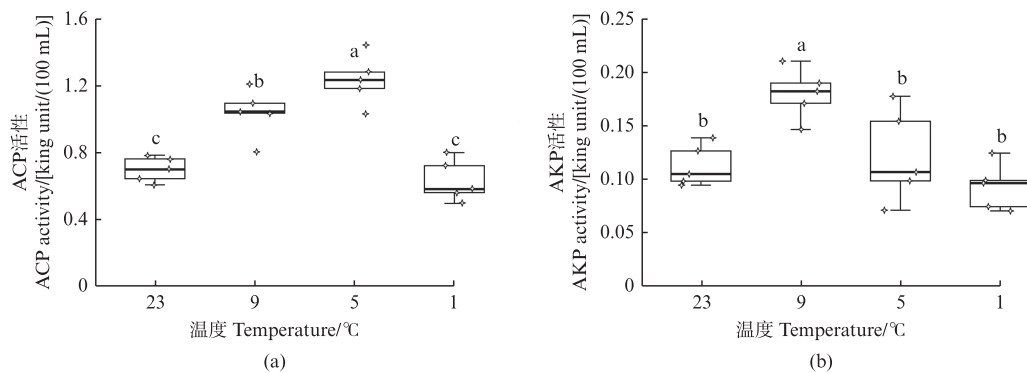 ACP活性
ACP activity/[king unit/(100 mL)]
1.6
1.2
0.8
0.4
0
c
b
a
c
23
9
5
1
温度 Temperature/℃
(a)
AKP活性
AKP activity/[king unit/(100 mL)]
0.25
0.20
0.15
0.10
0.05
0
b
a
b
b
23
9
5
1
温度 Temperature/℃
(b)